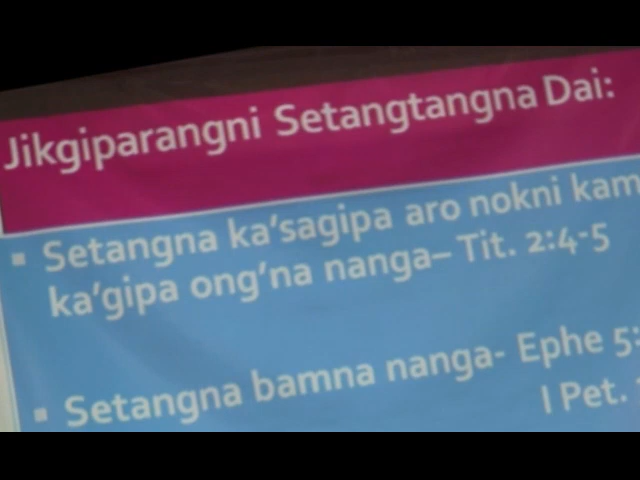 Jikgiparangni Setangtangna Dai:
▪ Setangna ka’sagipa aro nokni kam
ka’gipa ong’na nanga– Tit. 2:4-5
▪ Setangna bamna nanga- Ephe 5:
I Pet.